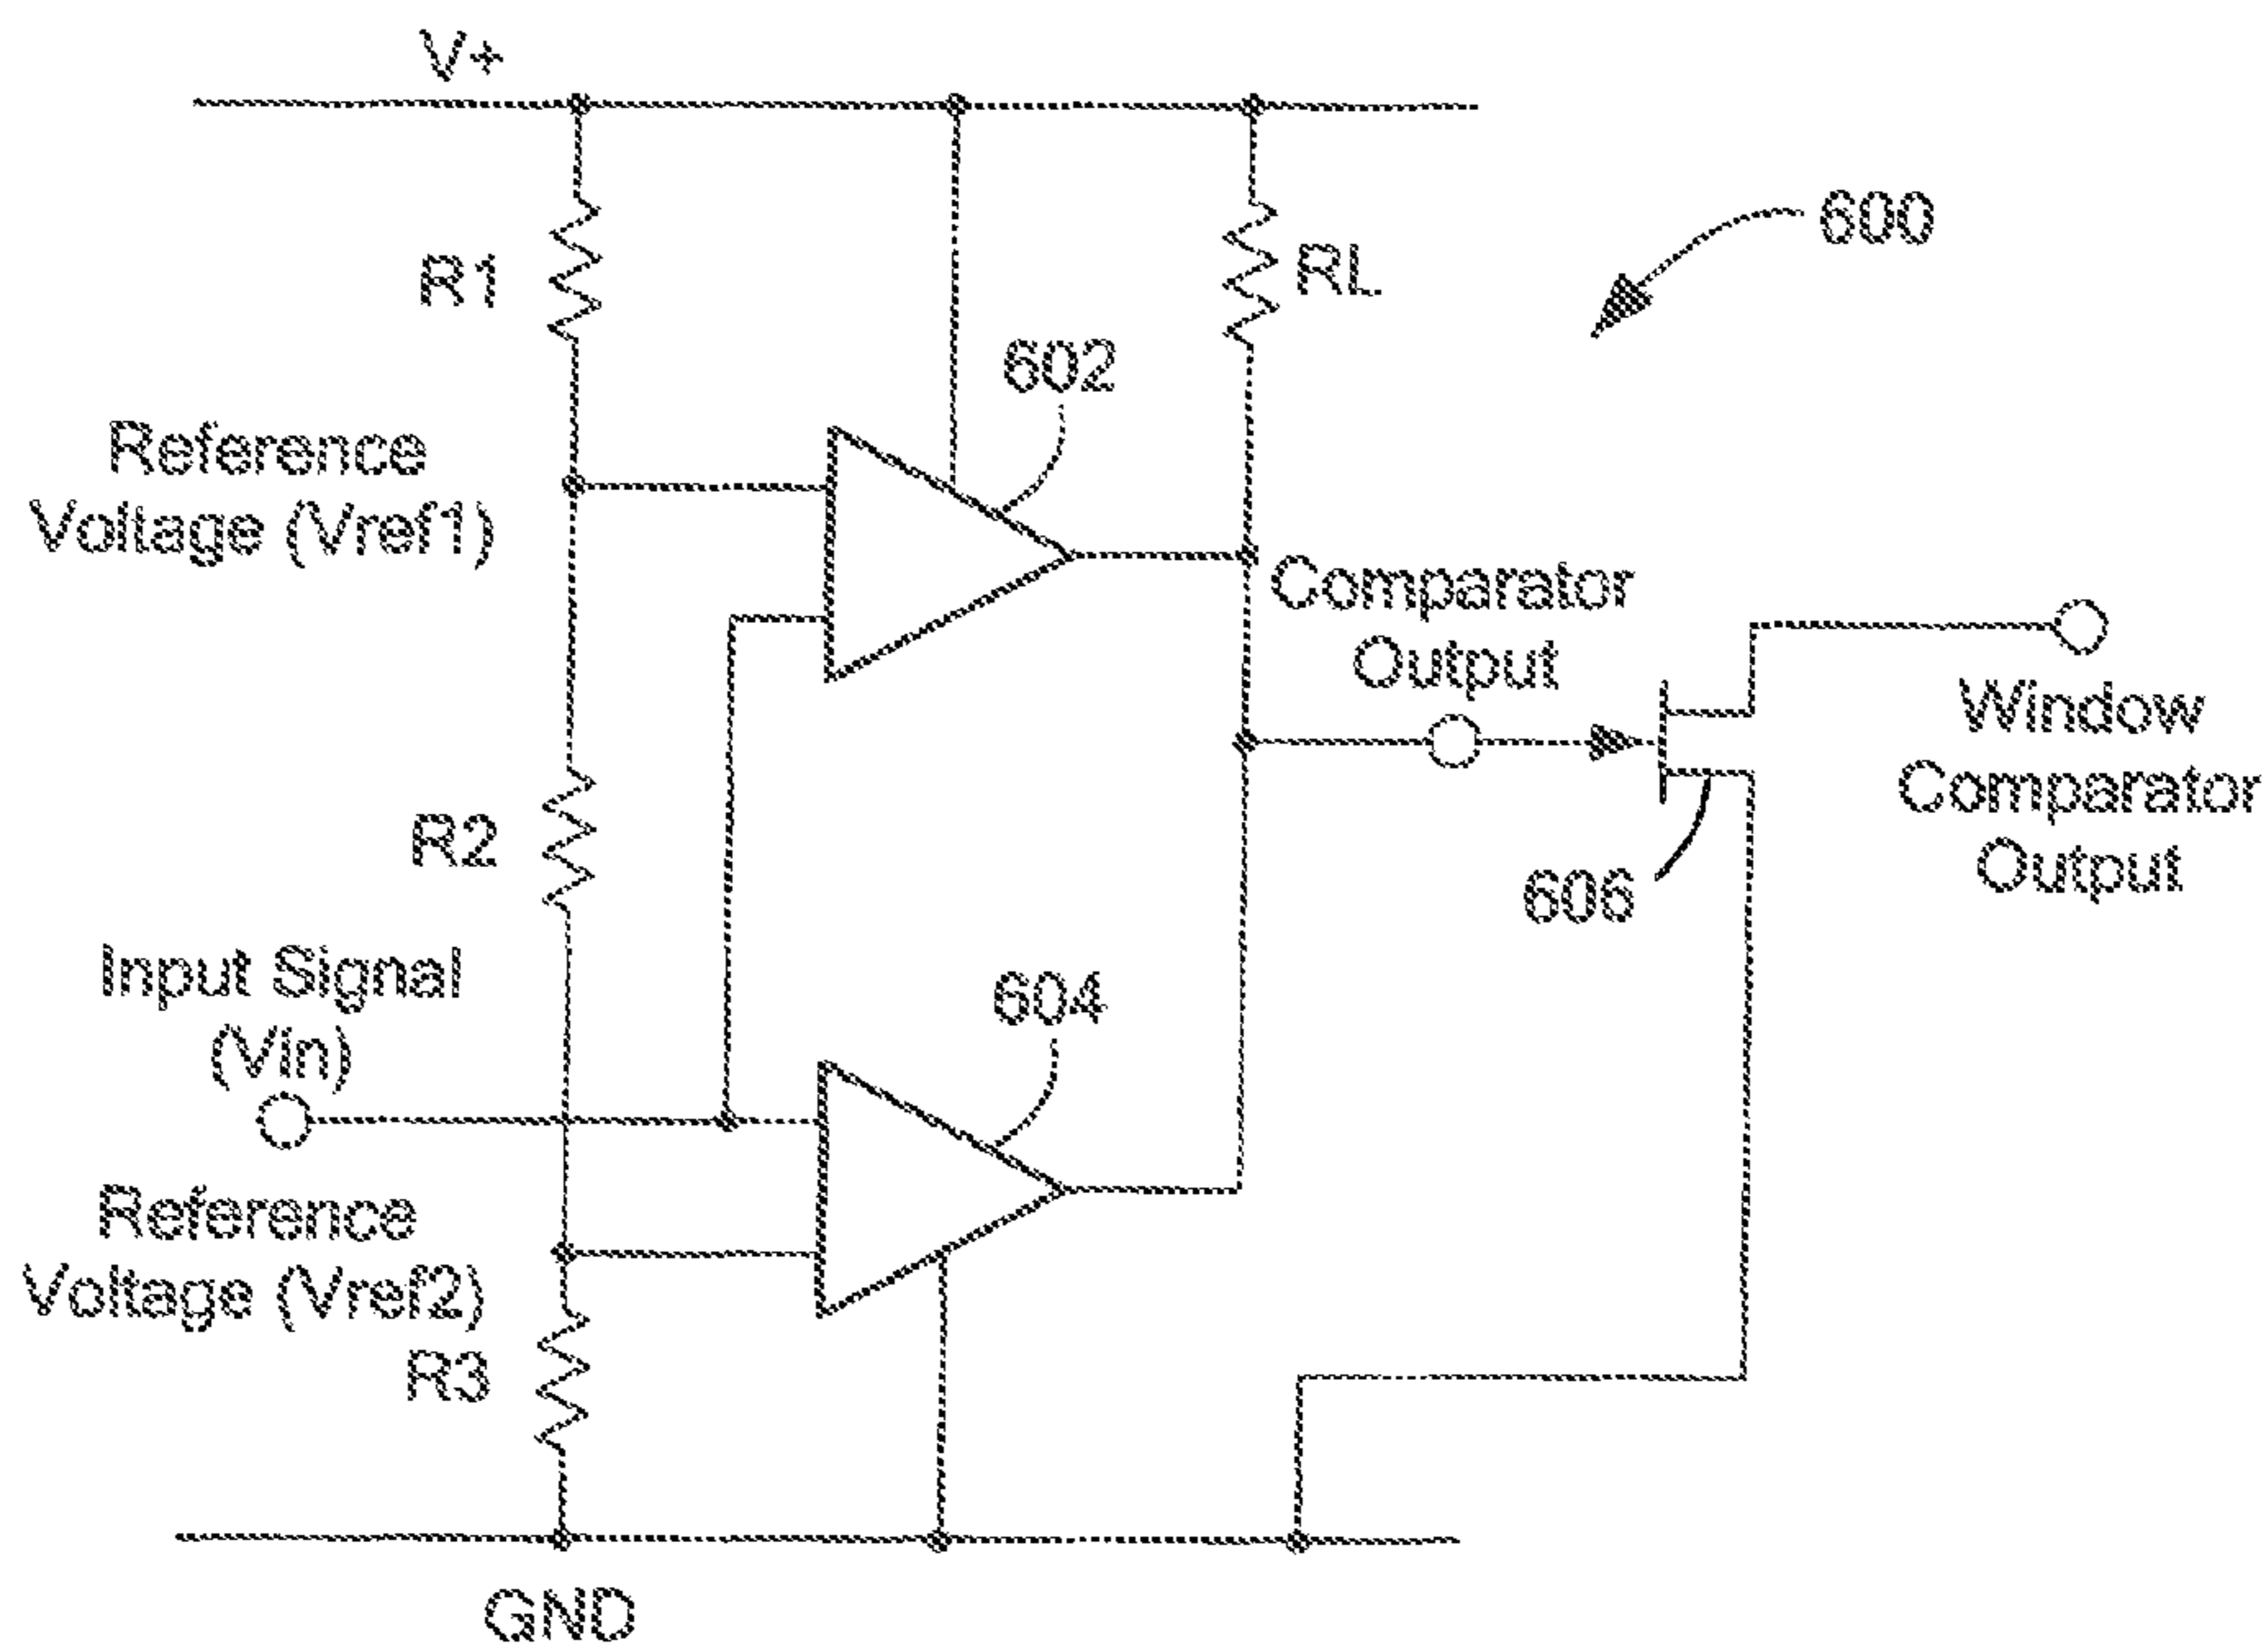 V+
600
R1
RL
602
Reference
Voltage (Vref1)
Comparator
Output
Window
Comparator
Output
R2
606
Input Signal
(Vin)
604
Reference
Voltage (Vref2)
R3
GND